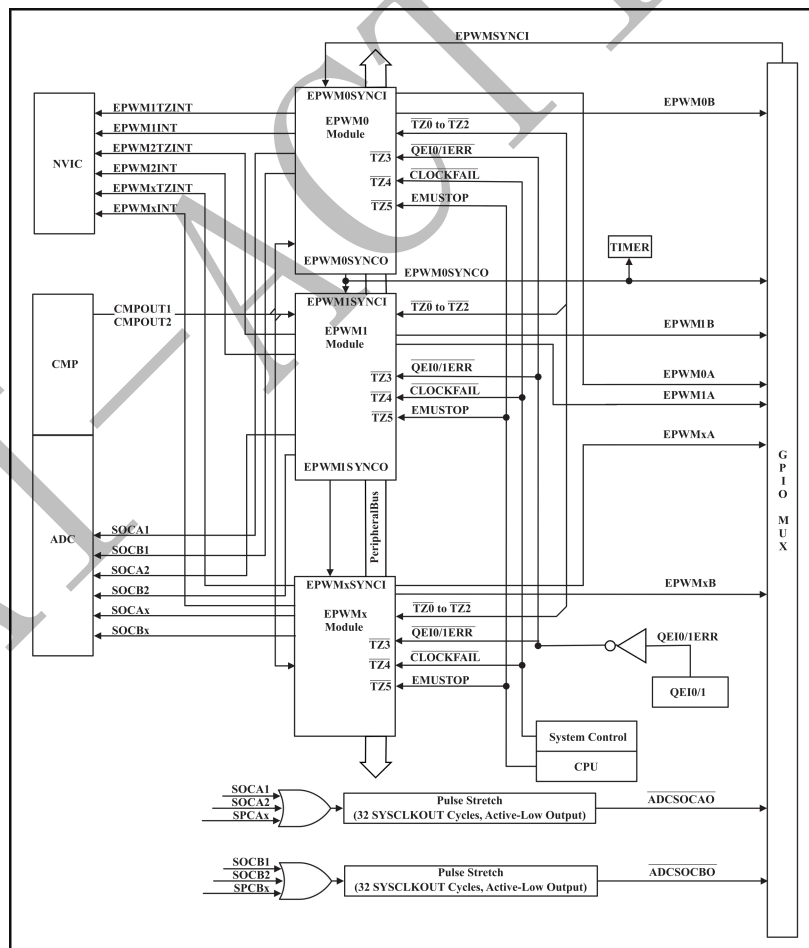 EPWMSYNCI
EPWM0SYNCI
EPWM0
Module
EPWM1TZINT
EPWM1INT
EPWM2TZINT
EPWM2INT
EPWMxTZINT
EPWMxINT
NVIC
EPWM0B
TZ0 to TZ2
TZ3
QEI0/1ERR
TZ4
CLOCKFAIL
TZ5
EMUSTOP
TIMER
EPWM0SYNCO
EPWM0SYNCO
CMPOUT1
CMPOUT2
CMP
EPWM1SYNCI
EPWM1
Module
TZ0 to TZ2
EPWM1B
TZ3
QEI0/1ERR
EPWM0A
TZ4
CLOCKFAIL
EPWM1A
TZ5
EMUSTOP
EPWMxA
EPWM1SYNCO
GPIO MUX
PeripheralBus
ADC
SOCA1
SOCB1
SOCA2
SOCB2
SOCAx
SOCBx
EPWMxSYNCI
EPWMx
Module
EPWMxB
TZ0 to TZ2
TZ3
QEI0/1ERR
TZ4
CLOCKFAIL
TZ5
EMUSTOP
QEI0/1ERR
QEI0/1
System Control
CPU
SOCA1
SOCA2
SPCAx
Pulse Stretch
(32 SYSCLKOUT Cycles, Active-Low Output)
ADCSOCAO
SOCB1
SOCB2
SPCBx
Pulse Stretch
(32 SYSCLKOUT Cycles, Active-Low Output)
ADCSOCBO